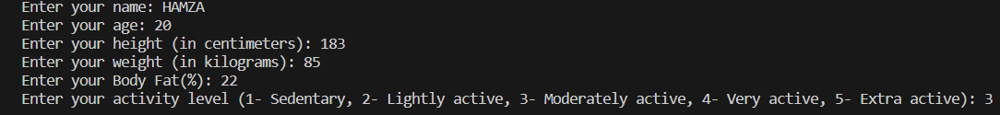 Enter your name: HAMZA
Enter your age: 20
Enter your height (in centimeters): 183
Enter your weight (in kilograms): 85
Enter your Body Fat(%): 22
Enter your activity level (1- Sedentary, 2- Lightly active, 3- Moderately active, 4- Very active, 5- Extra active): 3